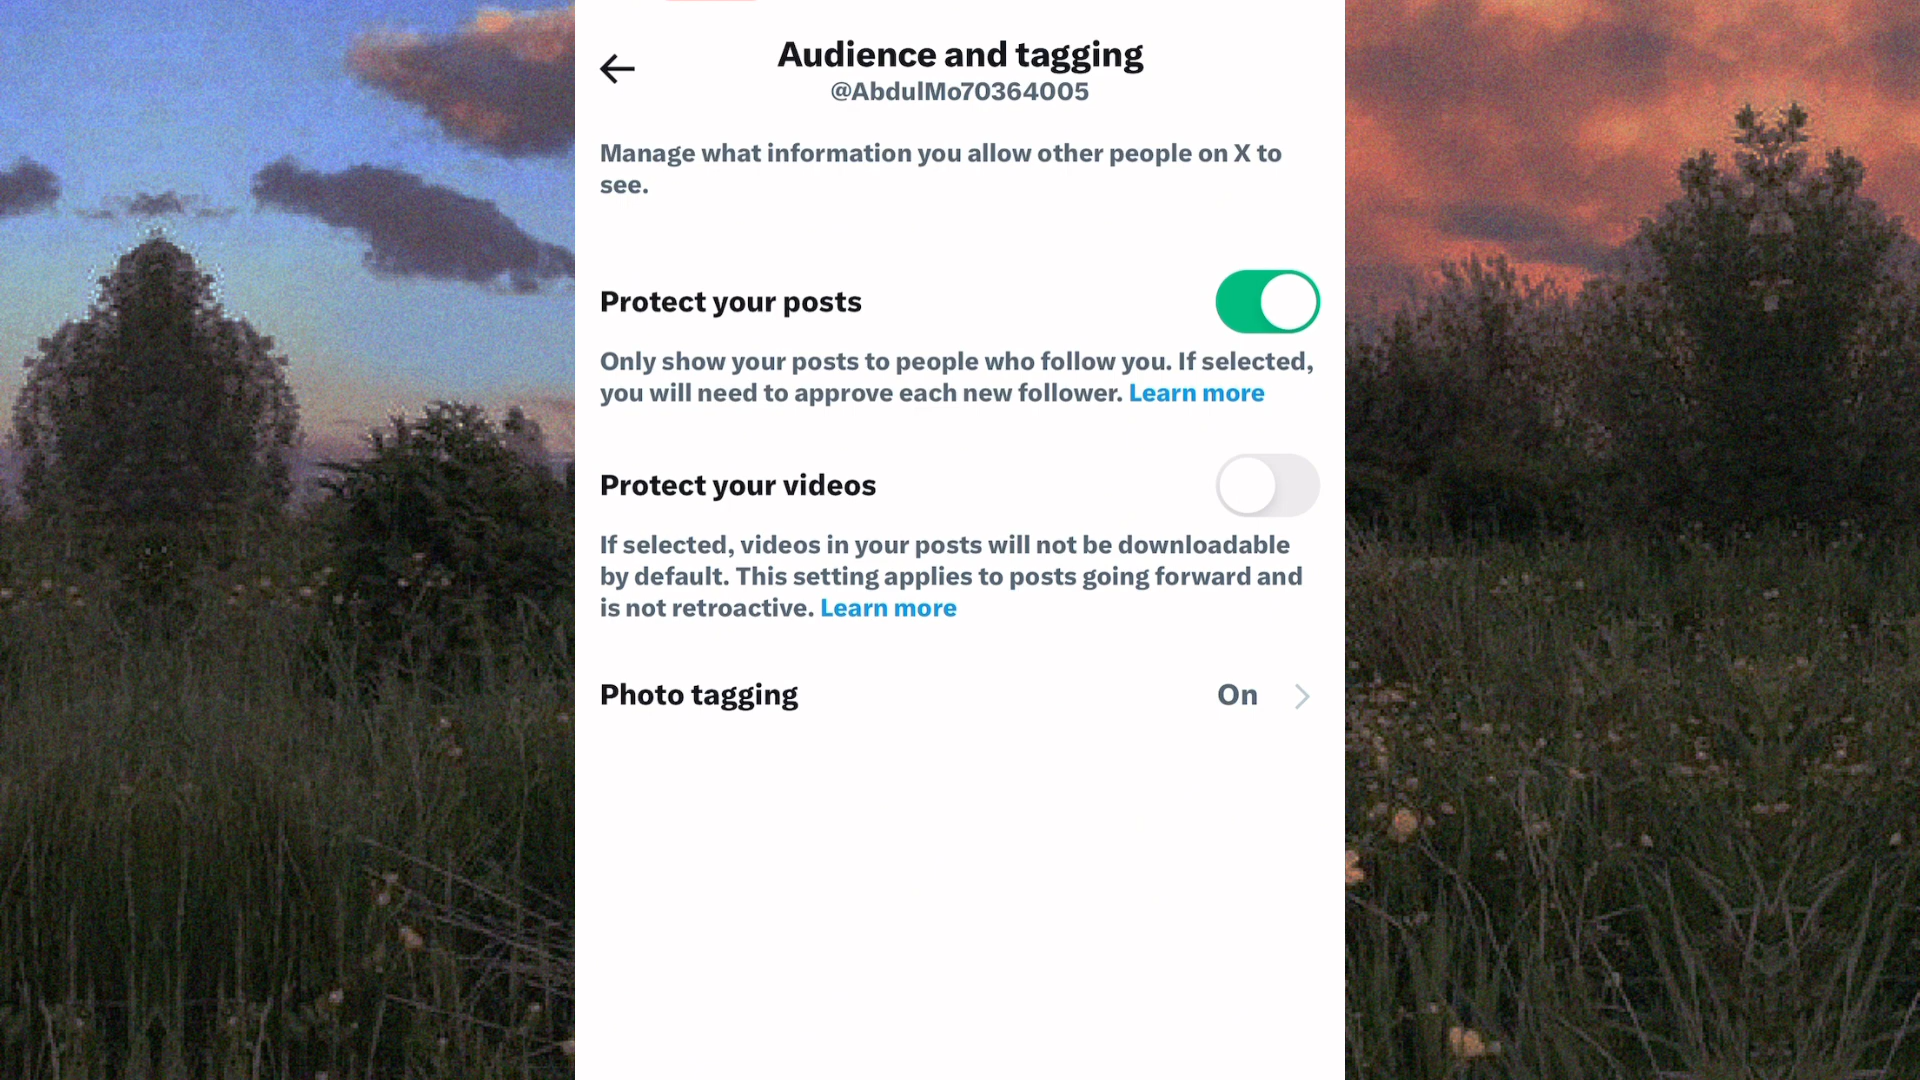 Audience and tagging
@AbdulMo70364005
Manage what information you allow other people on X to
see.
Protect your posts
Only show your posts to people who follow you. If selected,
you will need to approve each new follower. Learn more
Protect your videos
If selected, videos in your posts will not be downloadable
by default. This setting applies to posts going forward and
is not retroactive. Learn more
Photo tagging On